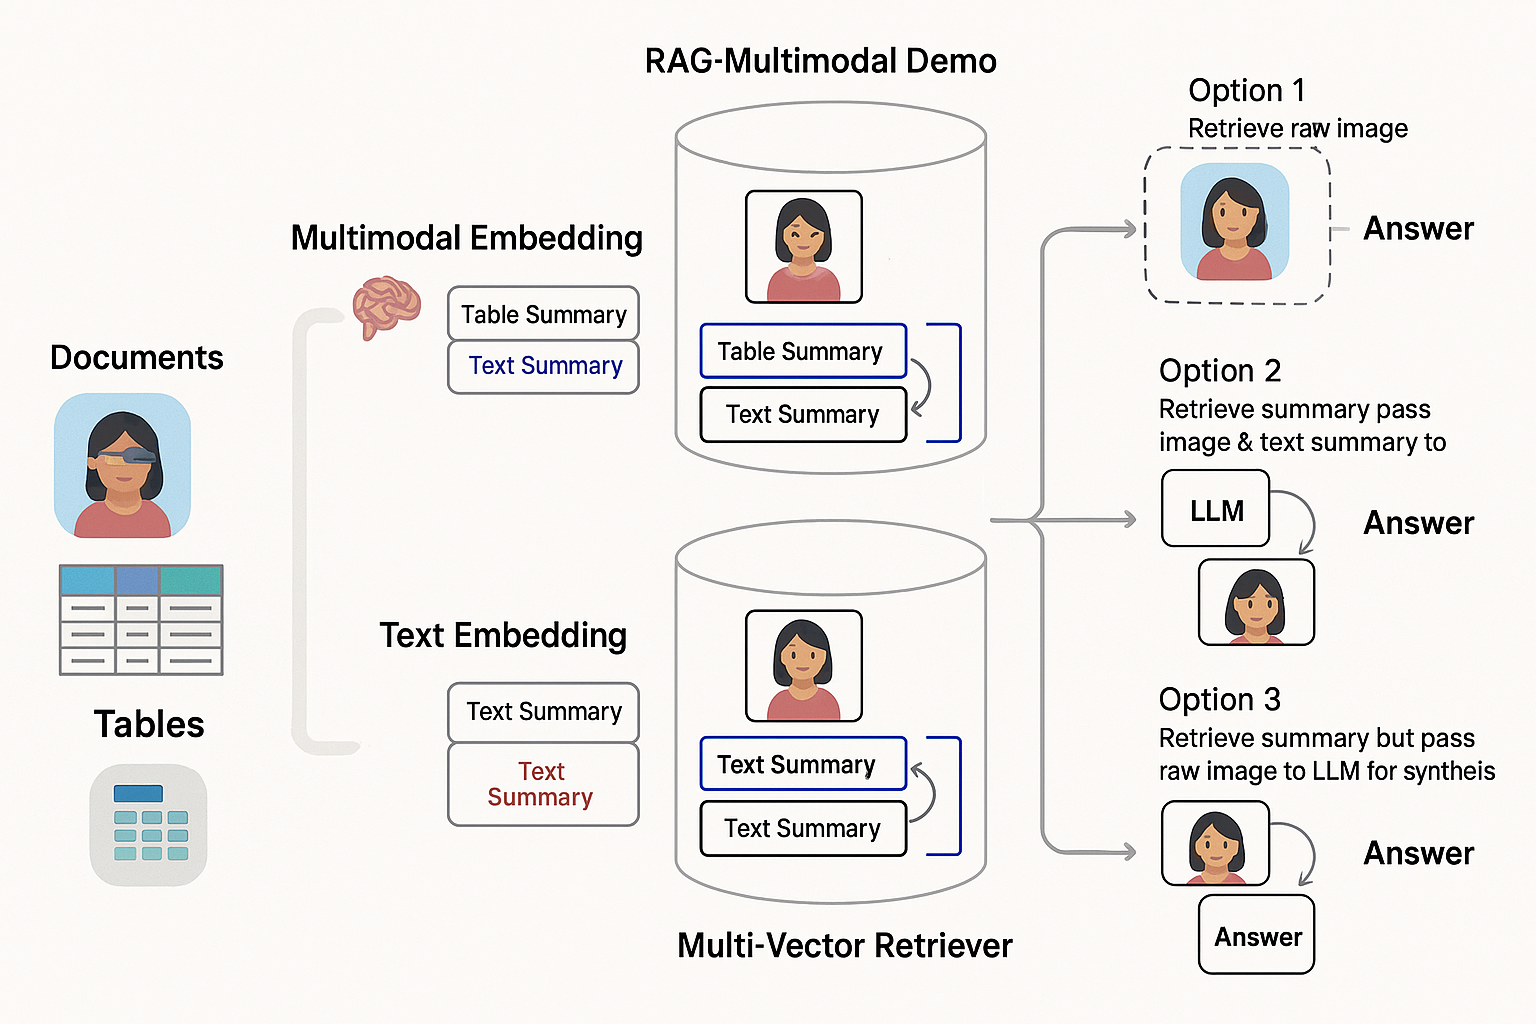 RAG-Multimodal Demo
Documents
Tables
Multimodal Embedding
Table Summary
Text Summary
Text Embedding
Text Summary
Text
Summary
Table Summary
Text Summary
Text Summary
Text Summary
Multi-Vector Retriever
Option 1
Retrieve raw image
Answer
Option 2
Retrieve summary pass
image & text summary to
LLM
Answer
Option 3
Retrieve summary but pass
raw image to LLM for syntheis
Answer
Answer